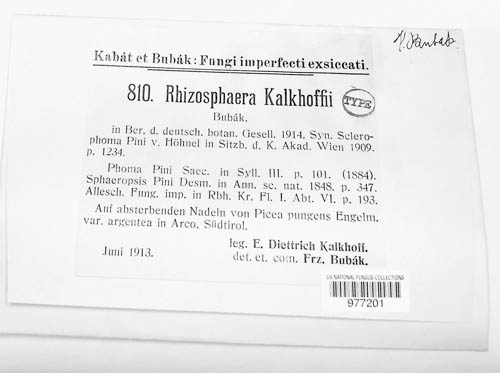 Kabát et Bubák: Fungi imperfecti exsiccati.
810. Rhizosphaera Kalkhoffii
TYPE
Bubák.
in Ber. d. deutsch. botan. Gesell. 1914. Syn. Sclero-
phoma Pini v. Höhnel in Sitzb. d. K. Akad. Wien 1909.
p. 1234.
Phoma Pini Sacc. in Syll. III. p. 101. (1884).
Sphaeropsis Pini Desm. in Ann. sc. nat. 1848. p. 347.
Allesch. Fung. imp. in Rbh. Kr. Fl. I. Abt. VI. p. 193.
Auf absterbenden Nadeln von Picea pungens Engelm.
var. argentea in Arco, Südtirol.
leg. E. Diettrich Kalkhoff.
Juni 1913.
det. et. com. Frz. Bubák.
US NATIONAL FUNGUS COLLECTIONS
977201